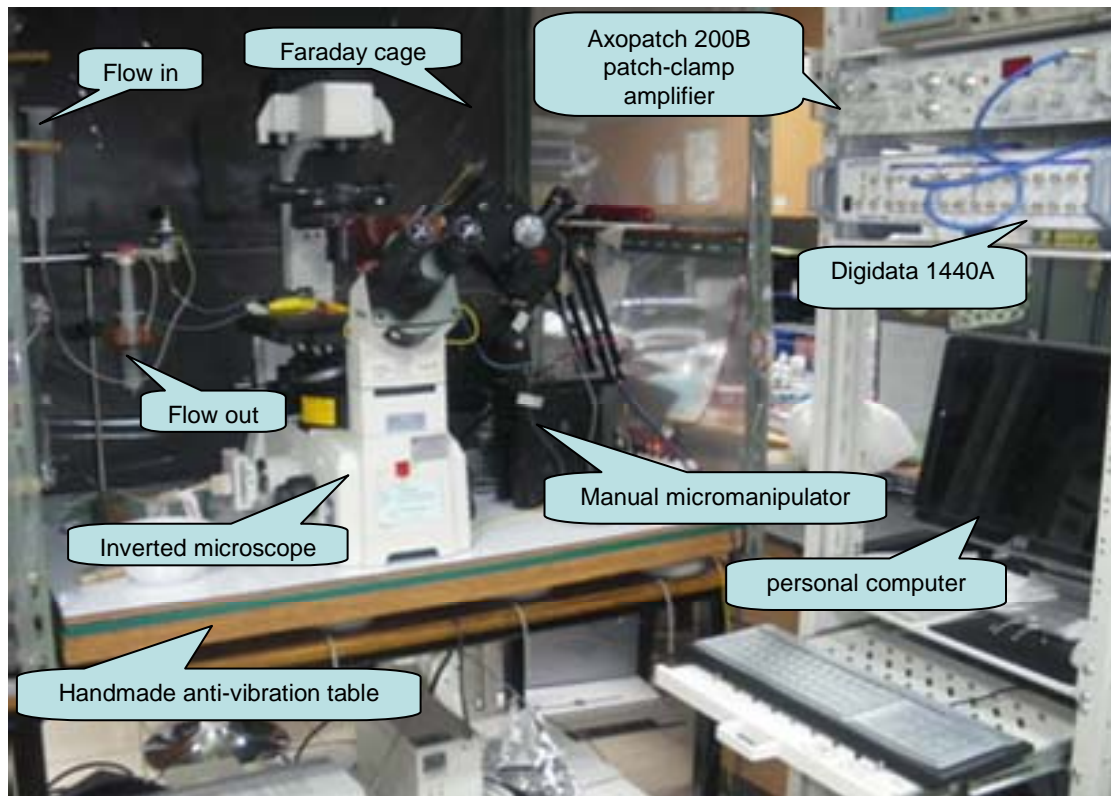 Flow in
Faraday cage
Axopatch 200B
patch-clamp
amplifier
Digidata 1440A
Flow out
Manual micromanipulator
Inverted microscope
personal computer
Handmade anti-vibration table